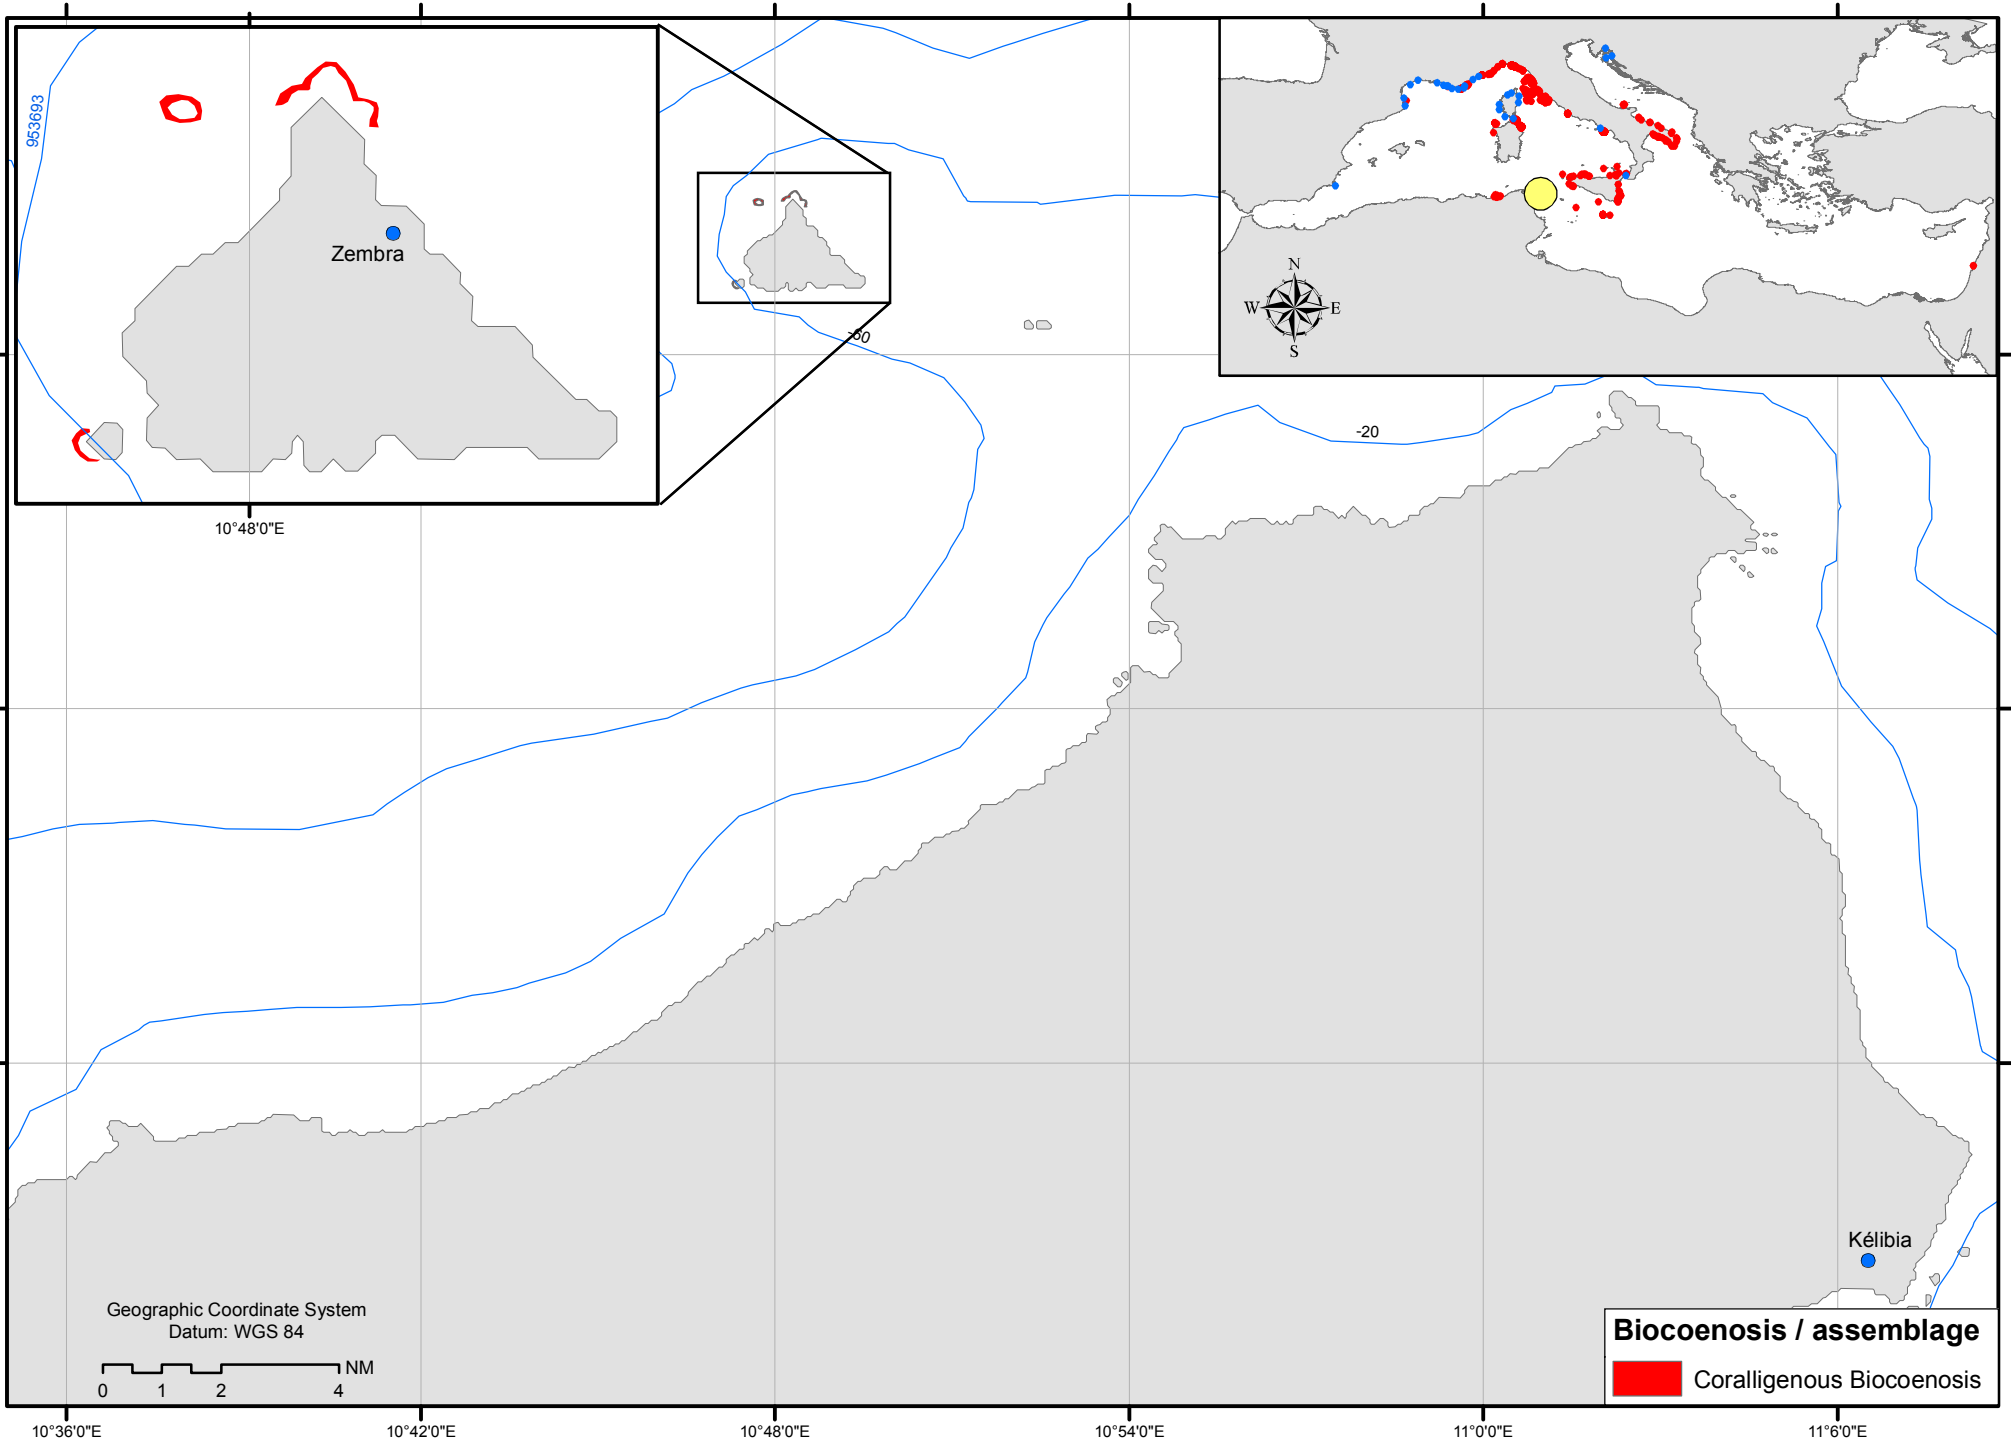 953693
Zembra
10°48'0"E
N
W
E
S
-60
-20
Kélibia
Geographic Coordinate System
Datum: WGS 84
NM
0 1 2 4
Biocoenosis / assemblage
Coralligenous Biocoenosis
10°36'0"E 10°42'0"E 10°48'0"E 10°54'0"E 11°0'0"E 11°6'0"E